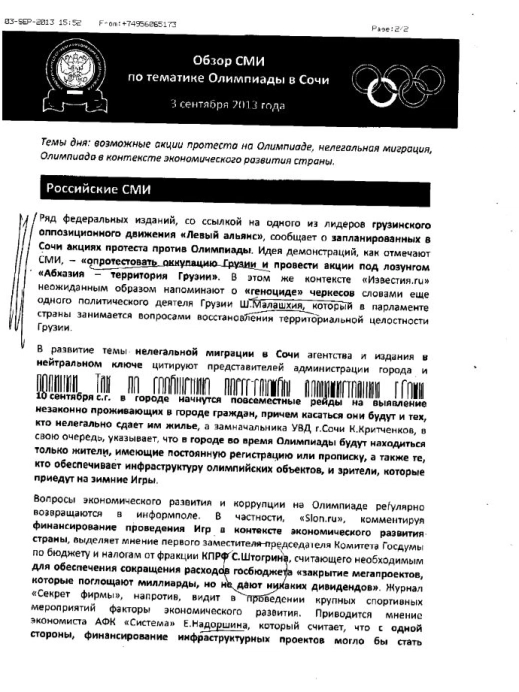 03-SEP-2013 15:52 From:+74956065173 Page:2/2
Обзор СМИ
по тематике Олимпиады в Сочи
3 сентября 2013 года
Темы дня: возможные акции протеста на Олимпиаде, нелегальная миграция,
Олимпиада в контексте экономического развития страны.
Российские СМИ
Ряд федеральных изданий, со ссылкой на одного из лидеров грузинского
оппозиционного движения «Левый альянс», сообщает о запланированных в
Сочи акциях протеста против Олимпиады. Идея демонстраций, как отмечают
СМИ, – «опротестовать оккупацию Грузии и провести акции под лозунгом
«Абхазия – территория Грузии». В этом же контексте «Известия.ru»
неожиданным образом напоминают о «геноциде» черкесов словами еще
одного политического деятеля Грузии Ш.Малашхия, который в парламенте
страны занимается вопросами восстановления территориальной целостности
Грузии.
В развитие темы нелегальной миграции в Сочи агентства и издания в
нейтральном ключе цитируют представителей администрации города и
полиции. Так по сообщению пресс-службы администрации г.Сочи
10 сентября с.г. в городе начнутся повсеместные рейды на выявление
незаконно проживающих в городе граждан, причем касаться они будут и тех,
кто нелегально сдает им жилье, а замначальника УВД г.Сочи К.Критченков, в
свою очередь, указывает, что в городе во время Олимпиады будут находиться
только жители, имеющие постоянную регистрацию или прописку, а также те,
кто обеспечивает инфраструктуру олимпийских объектов, и зрители, которые
приедут на зимние Игры.
Вопросы экономического развития и коррупции на Олимпиаде регулярно
возвращаются в информполе. В частности, «Slon.ru», комментируя
финансирование проведения Игр в контексте экономического развития
страны, выделяет мнение первого заместителя председателя Комитета Госдумы
по бюджету и налогам от фракции КПРФ С.Штогрина, считающего необходимым
для обеспечения сокращения расходов госбюджета «закрытие мегапроектов,
которые поглощают миллиарды, но не дают никаких дивидендов». Журнал
«Секрет фирмы», напротив, видит в проведении крупных спортивных
мероприятий факторы экономического развития. Приводится мнение
экономиста АФК «Система» Е.Надоршина, который считает, что с одной
стороны, финансирование инфраструктурных проектов могло бы стать